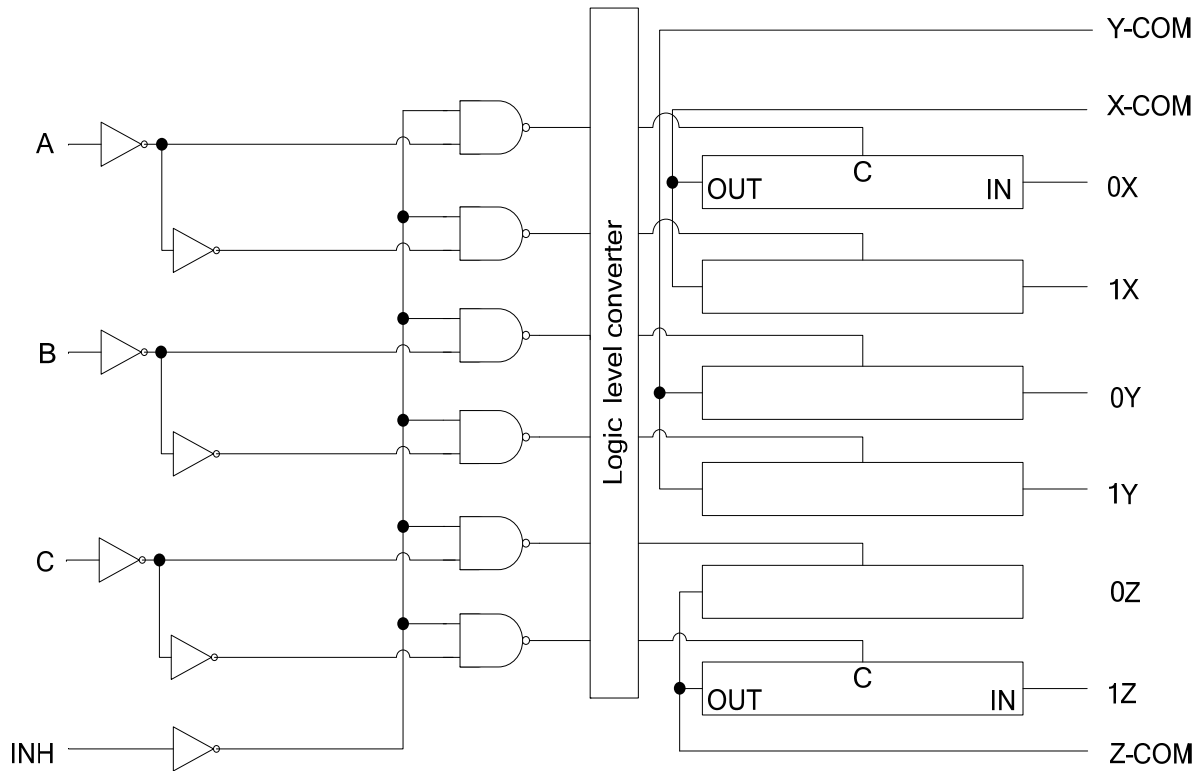 Y-COM
X-COM
A
C
OUT
IN
0X
1X
Logic level converter
B
0Y
1Y
C
0Z
C
OUT
IN
1Z
INH
Z-COM